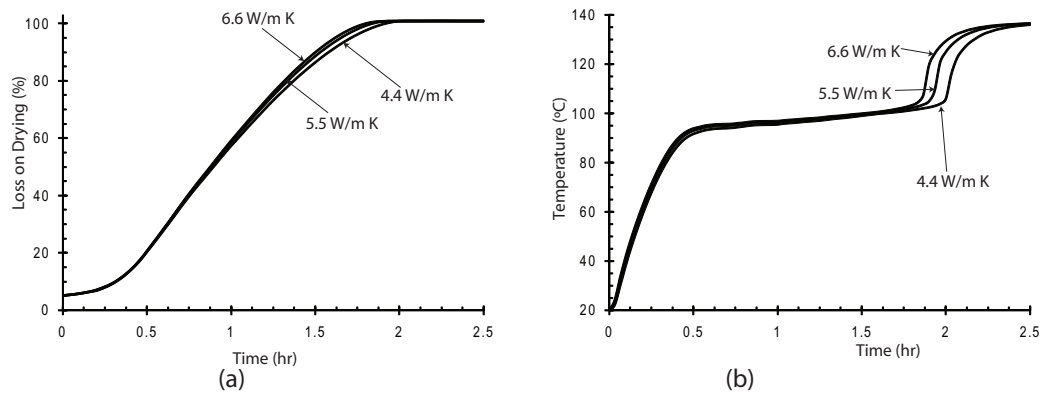 Loss on Drying (%)
100
80
60
40
20
0
0 0.5 1 1.5 2 2.5
Time (hr)
6.6 W/m K
4.4 W/m K
5.5 W/m K
(a)
Temperature (ºC)
140
120
100
80
60
40
20
0 0.5 1 1.5 2 2.5
Time (hr)
6.6 W/m K
5.5 W/m K
4.4 W/m K
(b)